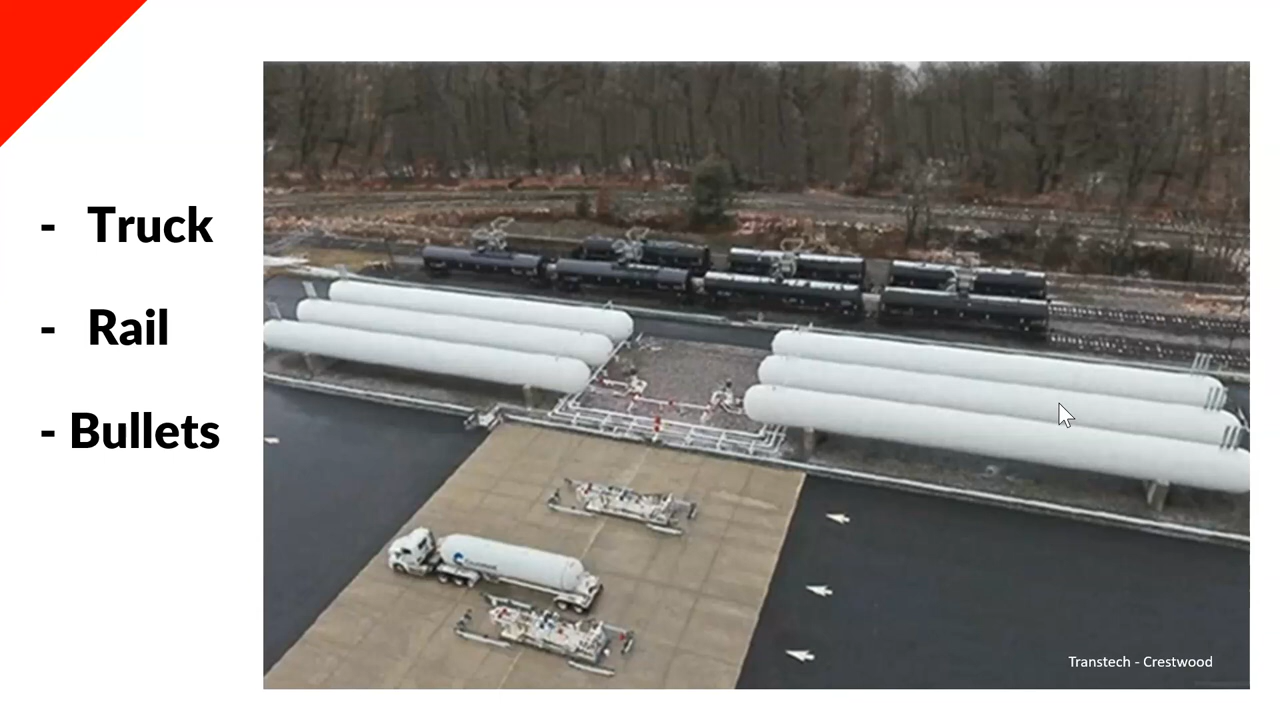 - Truck
- Rail
- Bullets
Transtech - Crestwood